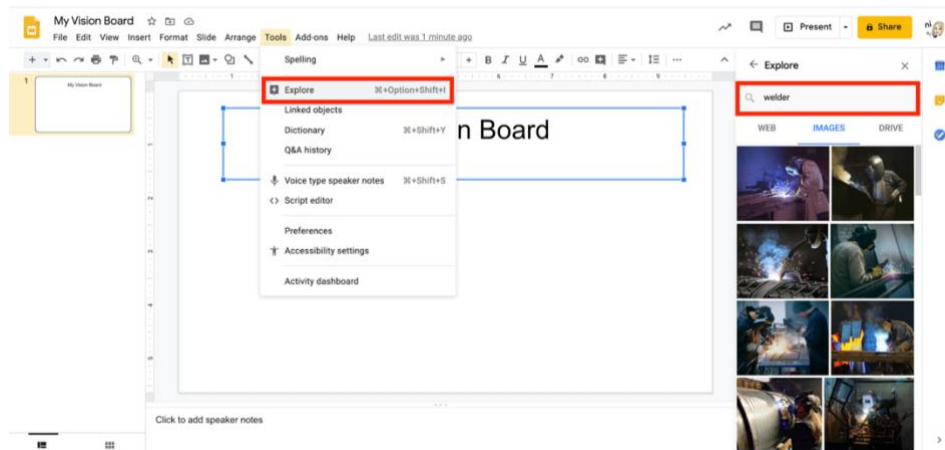 My Vision Board
File Edit View Insert Format Slide Arrange Tools Add-ons Help Last edit was 1 minute ago
Present
Share
B I U A
1
My Vision Board
n Board
Spelling
Explore ⌘+Option+Shift+I
Linked objects
Dictionary ⌘+Shift+Y
Q&A history
Voice type speaker notes ⌘+Shift+S
Script editor
Preferences
Accessibility settings
Activity dashboard
Click to add speaker notes
Explore
welder
WEB IMAGES DRIVE